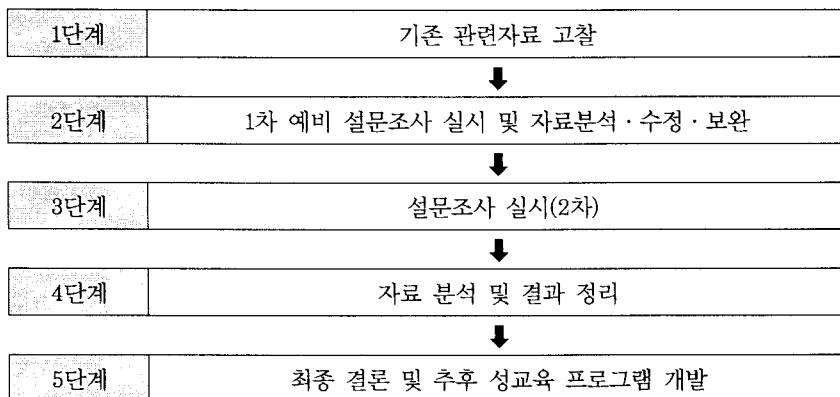 1단계 기존 관련자료 고찰
2단계 1차 예비 설문조사 실시 및 자료분석·수정·보완
3단계 설문조사 실시(2차)
4단계 자료 분석 및 결과 정리
5단계 최종 결론 및 추후 성교육 프로그램 개발